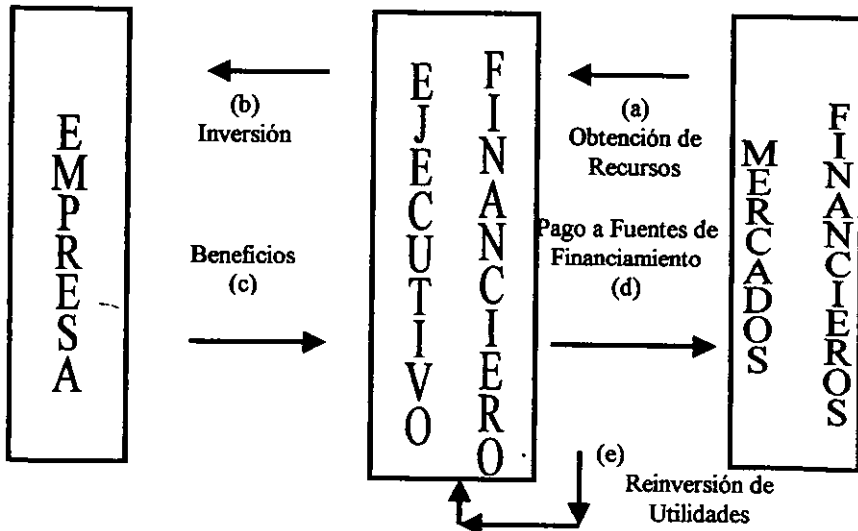 EMPRESA
(b)
Inversión
Beneficios
(c)
EJECUTIVO
FINANCIERO
(a)
Obtención de
Recursos
Pago a Fuentes de
Financiamiento
(d)
(e)
Reinversión de
Utilidades
MERCADOS
FINANCIEROS